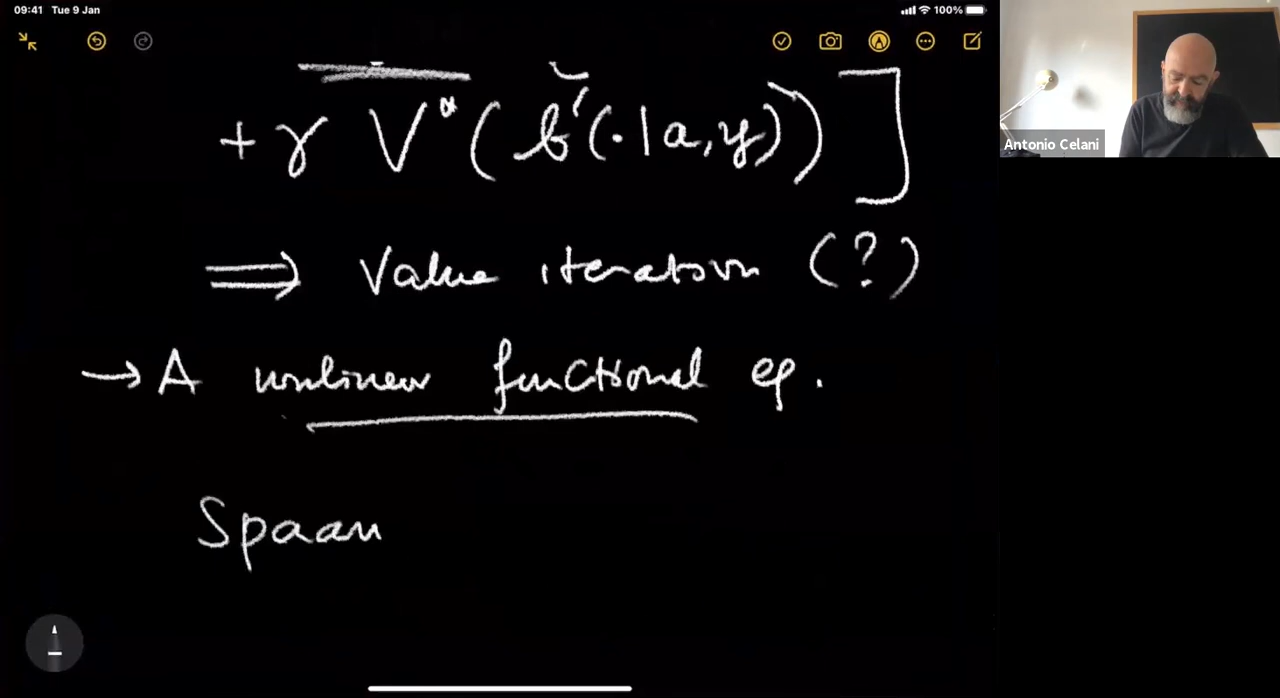 09:41 Tue 9 Jan 100%
+ γ V*( b'(·|a,y)) ]
Antonio Celani
⟹ Value iteration (?)
→ A nonlinear functional eq.
Spaan